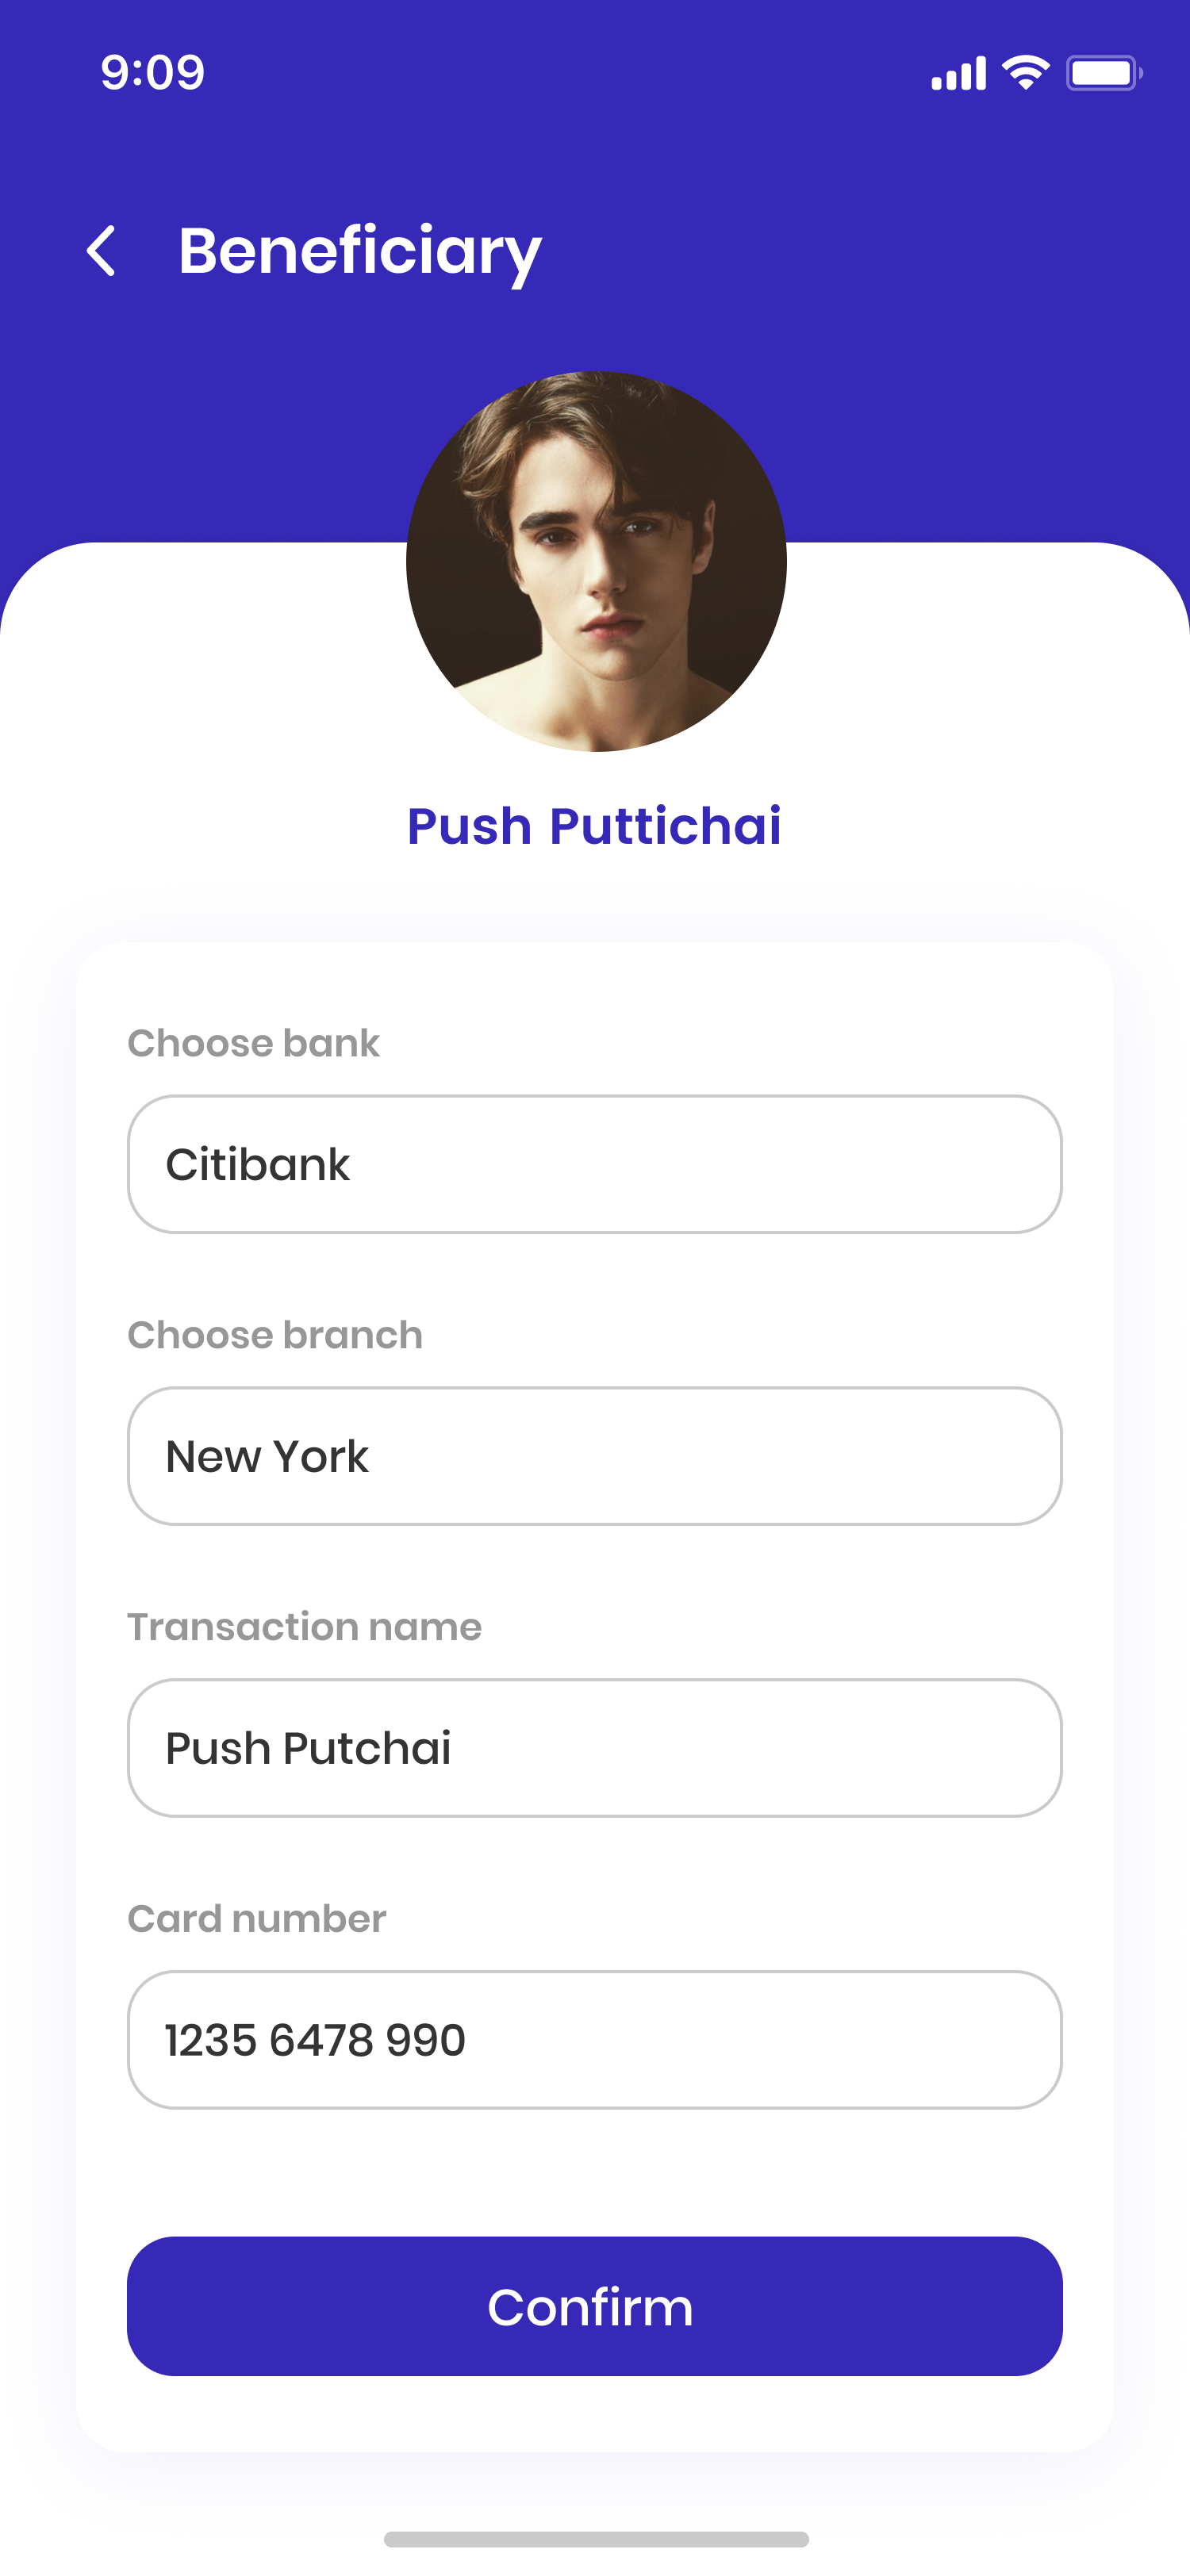 9:09
Beneficiary
Push Puttichai
Choose bank
Citibank
Choose branch
New York
Transaction name
Push Putchai
Card number
1235 6478 990
Confirm